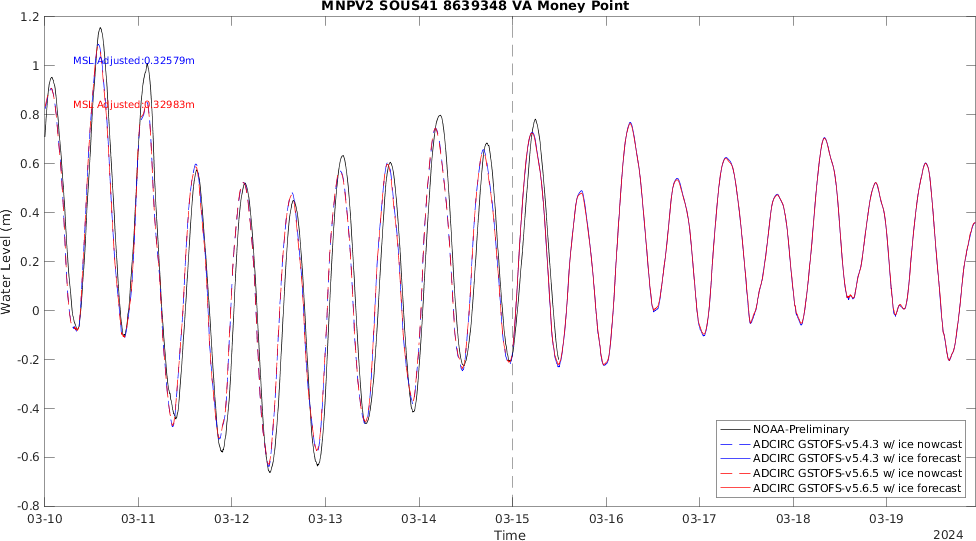 MNPV2 SOUS41 8639348 VA Money Point
1.2
1
0.8
0.6
0.4
0.2
0
-0.2
-0.4
-0.6
-0.8
Water Level (m)
MSL Adjusted:0.32579m
MSL Adjusted:0.32983m
NOAA-Preliminary
ADCIRC GSTOFS-v5.4.3 w/ ice nowcast
ADCIRC GSTOFS-v5.4.3 w/ ice forecast
ADCIRC GSTOFS-v5.6.5 w/ ice nowcast
ADCIRC GSTOFS-v5.6.5 w/ ice forecast
03-10 03-11 03-12 03-13 03-14 03-15 03-16 03-17 03-18 03-19
Time
2024